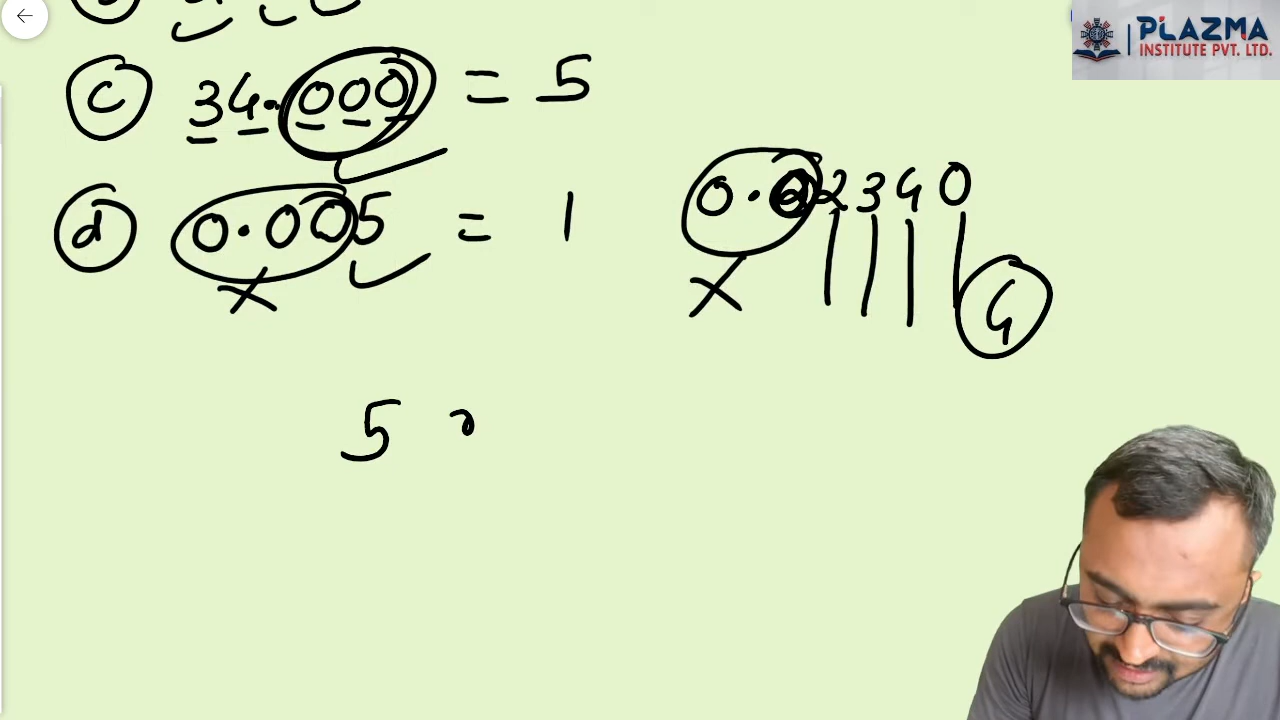 PLAZMA
INSTITUTE PVT. LTD.
c 34.000 = 5
d 0.005 = 1
0.02340
4
5